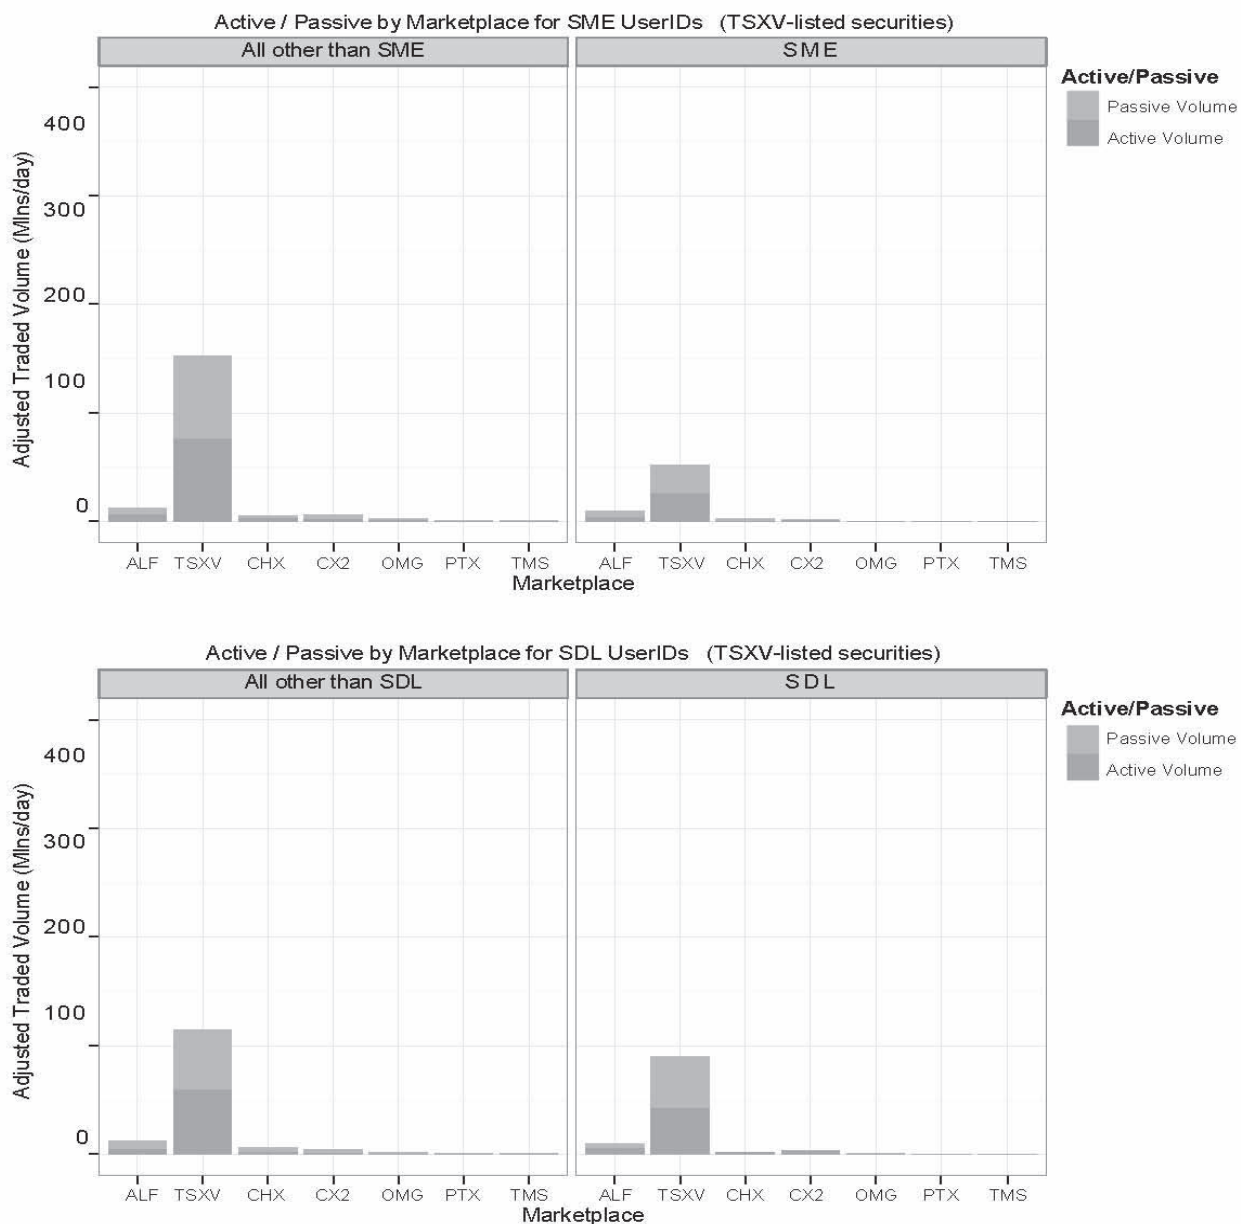 Active / Passive by Marketplace for SME UserIDs (TSXV-listed securities)
All other than SME
SME
Active/Passive
Passive Volume
Active Volume
Adjusted Traded Volume (Mlns/day)
400
300
200
100
0
ALF TSXV CHX CX2 OMG PTX TMS
ALF TSXV CHX CX2 OMG PTX TMS
Marketplace
Active / Passive by Marketplace for SDL UserIDs (TSXV-listed securities)
All other than SDL
SDL
Active/Passive
Passive Volume
Active Volume
Adjusted Traded Volume (Mlns/day)
400
300
200
100
0
ALF TSXV CHX CX2 OMG PTX TMS
ALF TSXV CHX CX2 OMG PTX TMS
Marketplace